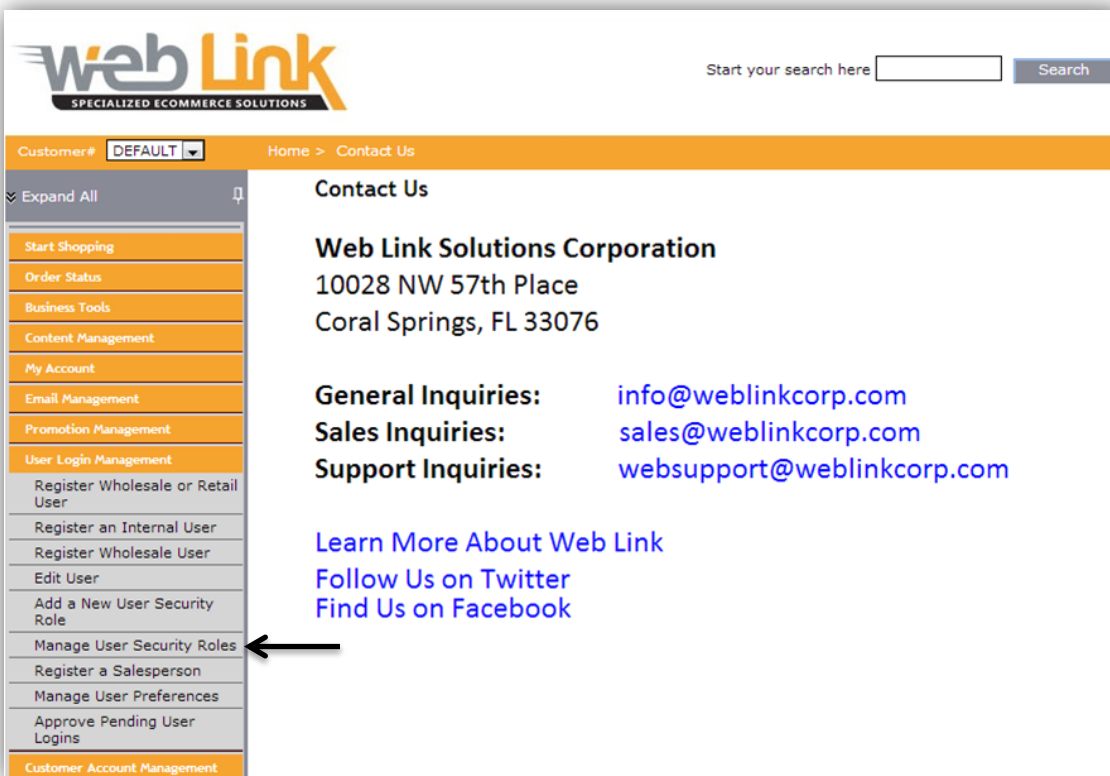 Web Link
SPECIALIZED ECOMMERCE SOLUTIONS
Start your search here Search
Customer# DEFAULT Home > Contact Us
Expand All
Start Shopping
Order Status
Business Tools
Content Management
My Account
Email Management
Promotion Management
User Login Management
Register Wholesale or Retail
User
Register an Internal User
Register Wholesale User
Edit User
Add a New User Security
Role
Manage User Security Roles
Register a Salesperson
Manage User Preferences
Approve Pending User
Logins
Customer Account Management
Contact Us
Web Link Solutions Corporation
10028 NW 57th Place
Coral Springs, FL 33076
General Inquiries: info@weblinkcorp.com
Sales Inquiries: sales@weblinkcorp.com
Support Inquiries: websupport@weblinkcorp.com
Learn More About Web Link
Follow Us on Twitter
Find Us on Facebook